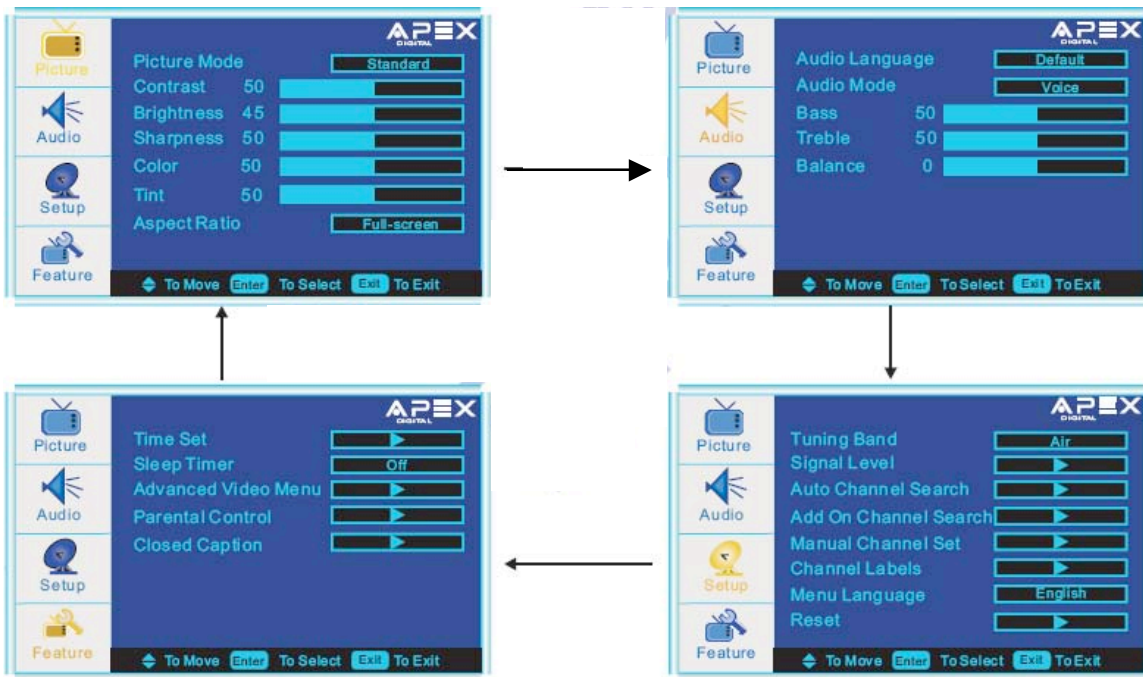 APEX
DIGITAL
Picture
Audio
Setup
Feature
Picture Mode Standard
Contrast 50
Brightness 45
Sharpness 50
Color 50
Tint 50
Aspect Ratio Full-screen
To Move Enter To Select Exit To Exit
APEX
DIGITAL
Picture
Audio
Setup
Feature
Audio Language Default
Audio Mode Voice
Bass 50
Treble 50
Balance 0
To Move Enter To Select Exit To Exit
APEX
DIGITAL
Picture
Audio
Setup
Feature
Time Set
Sleep Timer Off
Advanced Video Menu
Parental Control
Closed Caption
To Move Enter To Select Exit To Exit
APEX
DIGITAL
Picture
Audio
Setup
Feature
Tuning Band Air
Signal Level
Auto Channel Search
Add On Channel Search
Manual Channel Set
Channel Labels
Menu Language English
Reset
To Move Enter To Select Exit To Exit